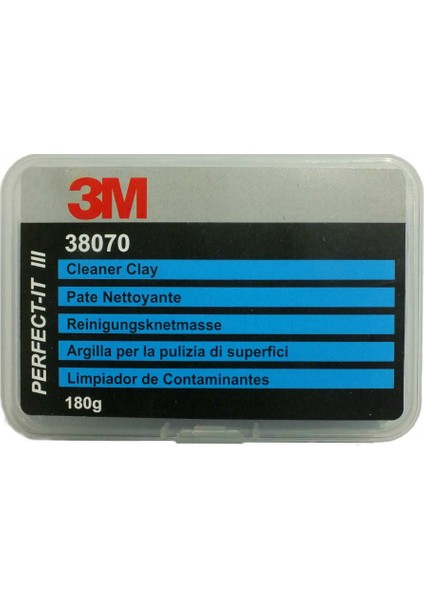 3M
38070
Cleaner Clay
Pate Nettoyante
Reinigungsknetmasse
Argilla per la pulizia di superfici
Limpiador de Contaminantes
180g
PERFECT-IT III